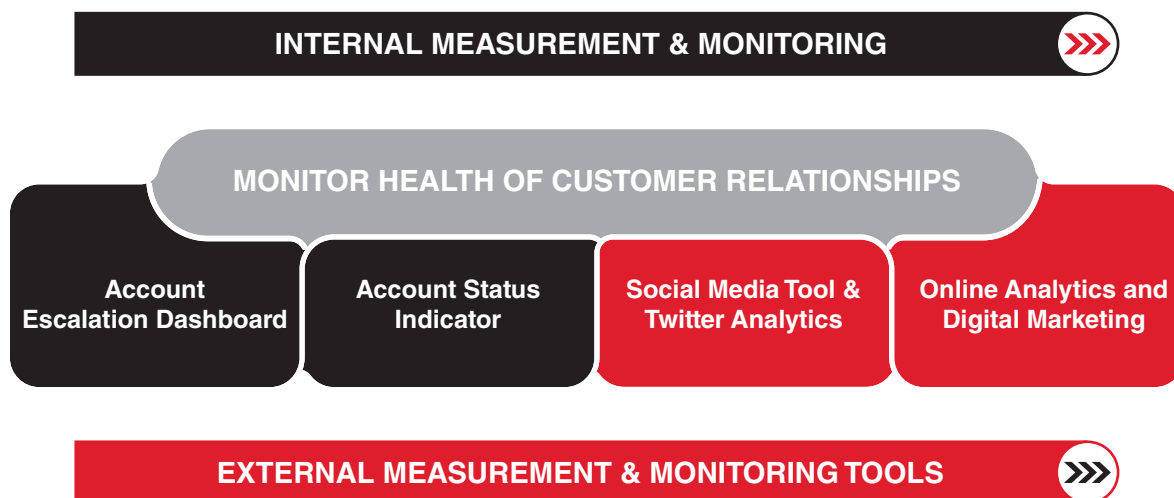 INTERNAL MEASUREMENT & MONITORING
MONITOR HEALTH OF CUSTOMER RELATIONSHIPS
Account
Escalation Dashboard
Account Status
Indicator
Social Media Tool &
Twitter Analytics
Online Analytics and
Digital Marketing
EXTERNAL MEASUREMENT & MONITORING TOOLS